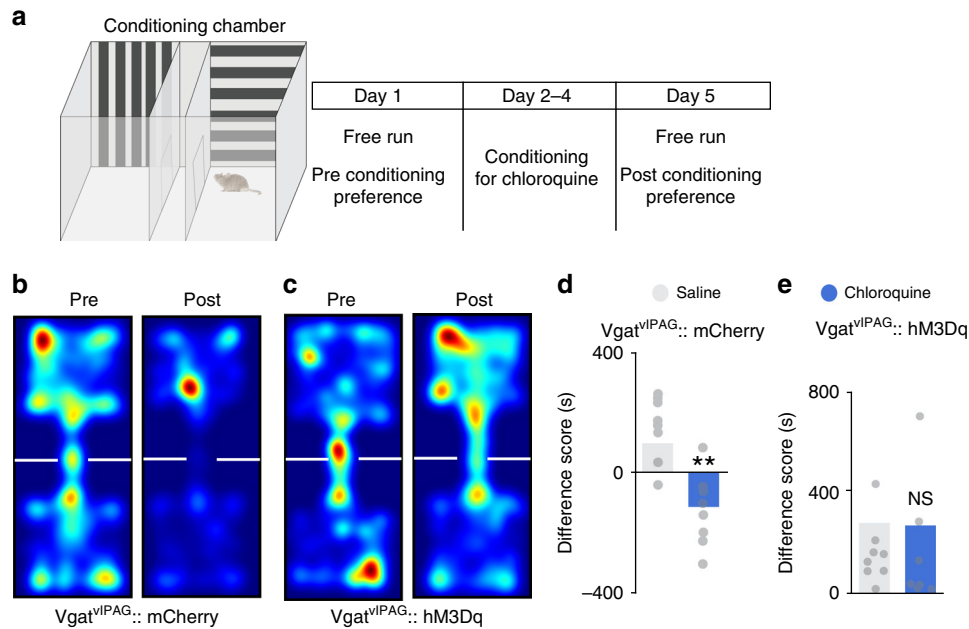 a
Conditioning chamber
Day 1
Day 2–4
Day 5
Free run
Pre conditioning
preference
Conditioning
for chloroquine
Free run
Post conditioning
preference
b
Pre
Post
Vgat^vlPAG:: mCherry
c
Pre
Post
Vgat^vlPAG:: hM3Dq
d
Saline
Vgat^vlPAG:: mCherry
Difference score (s)
400
0
−400
**
e
Chloroquine
Vgat^vlPAG:: hM3Dq
Difference score (s)
800
400
0
NS